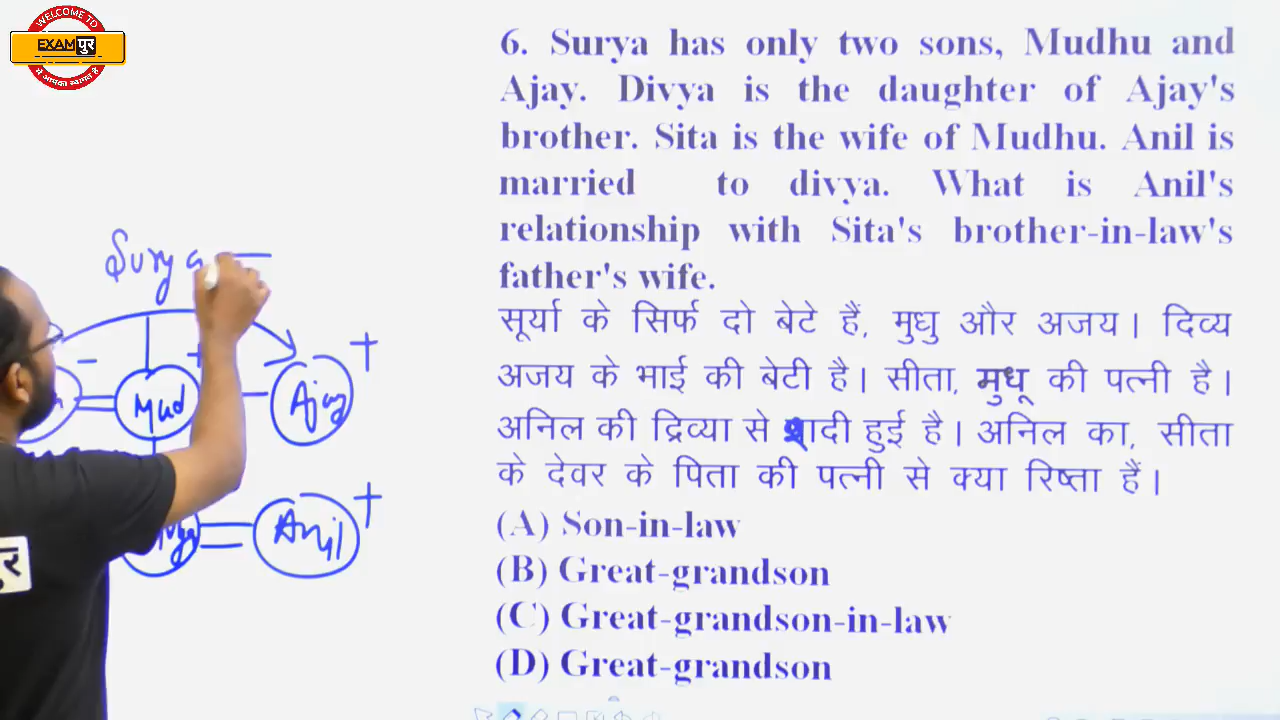 WELCOME TO
EXAMपुर
में आपका स्वागत है
6. Surya has only two sons, Mudhu and
Ajay. Divya is the daughter of Ajay's
brother. Sita is the wife of Mudhu. Anil is
married to divya. What is Anil's
relationship with Sita's brother-in-law's
father's wife.
सूर्या के सिर्फ दो बेटे हैं, मुधु और अजय। दिव्य
अजय के भाई की बेटी है। सीता, मुधू की पत्नी है।
अनिल की द्रिव्या से शादी हुई है। अनिल का, सीता
के देवर के पिता की पत्नी से क्या रिष्ता हैं।
(A) Son-in-law
(B) Great-grandson
(C) Great-grandson-in-law
(D) Great-grandson
Surya
− +
+
Mud
Ajay
Anil
+
पुर